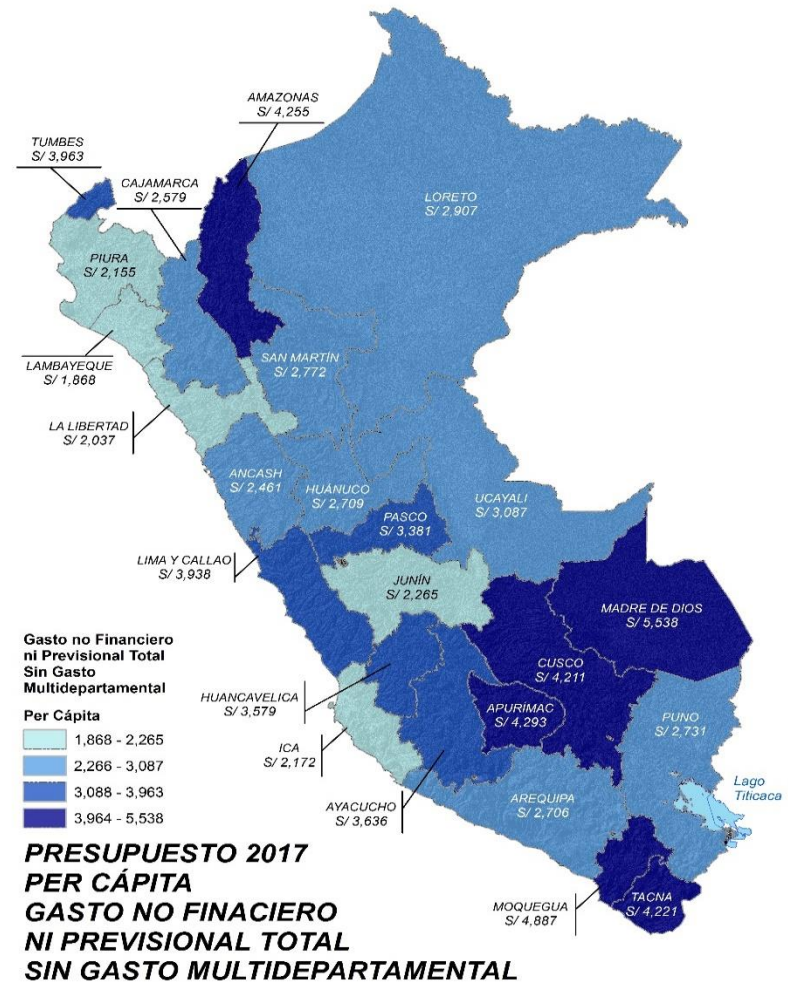 AMAZONAS
S/ 4,255
TUMBES
S/ 3,963
CAJAMARCA
S/ 2,579
LORETO
S/ 2,907
PIURA
S/ 2,155
LAMBAYEQUE
S/ 1,868
SAN MARTÍN
S/ 2,772
LA LIBERTAD
S/ 2,037
ANCASH
S/ 2,461
HUÁNUCO
S/ 2,709
UCAYALI
S/ 3,087
PASCO
S/ 3,381
LIMA Y CALLAO
S/ 3,938
JUNÍN
S/ 2,265
MADRE DE DIOS
S/ 5,538
CUSCO
S/ 4,211
HUANCAVELICA
S/ 3,579
APURÍMAC
S/ 4,293
PUNO
S/ 2,731
ICA
S/ 2,172
AYACUCHO
S/ 3,636
AREQUIPA
S/ 2,706
Lago
Titicaca
MOQUEGUA
S/ 4,887
TACNA
S/ 4,221
Gasto no Financiero
ni Previsional Total
Sin Gasto
Multidepartamental
Per Cápita
1,868 - 2,265
2,266 - 3,087
3,088 - 3,963
3,964 - 5,538
PRESUPUESTO 2017
PER CÁPITA
GASTO NO FINACIERO
NI PREVISIONAL TOTAL
SIN GASTO MULTIDEPARTAMENTAL